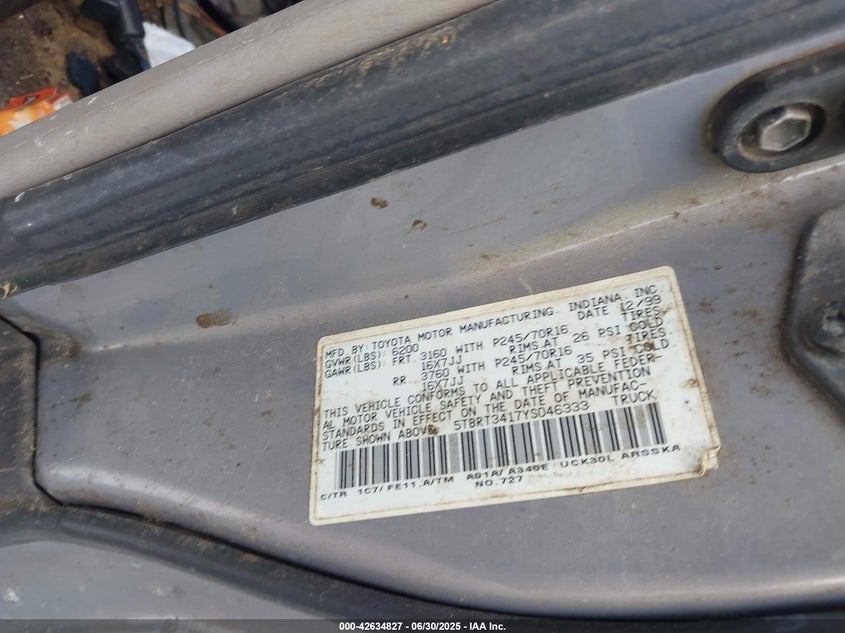 MFD.BY: TOYOTA MOTOR MANUFACTURING, INDIANA, INC
GVWR(LBS): 6200 DATE 12/99
GAWR(LBS): FRT. 3160 WITH P245/70R16 TIRES,
16X7JJ RIMS,AT 26 PSI COLD
RR 3760 WITH P245/70R16 TIRES
16X7JJ RIMS,AT 35 PSI COLD
THIS VEHICLE CONFORMS TO ALL APPLICABLE FEDER-
AL MOTOR VEHICLE SAFETY AND THEFT PREVENTION
STANDARDS IN EFFECT ON THE DATE OF MANUFAC-
TURE SHOWN ABOVE. 5TBRT3417YS046333 TRUCK
C/TR 1C7/ FE11,A/TM A01A/ A340E UCK30L ARSSKA
NO.727
000-42634827 - 06/30/2025 - IAA Inc.